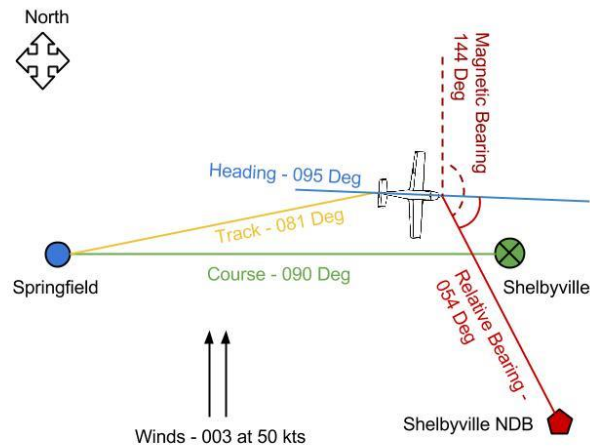 North
Magnetic Bearing
144 Deg
Heading - 095 Deg
Track - 081 Deg
Course - 090 Deg
Springfield
Shelbyville
Relative Bearing -
054 Deg
Shelbyville NDB
Winds - 003 at 50 kts